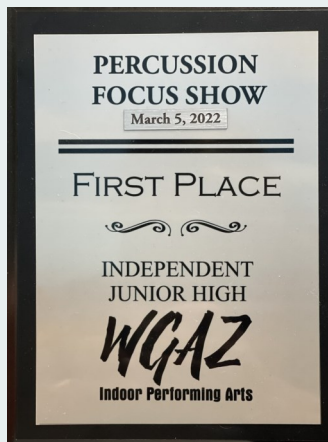 PERCUSSION
FOCUS SHOW
March 5, 2022
FIRST PLACE
INDEPENDENT
JUNIOR HIGH
WGAZ
Indoor Performing Arts